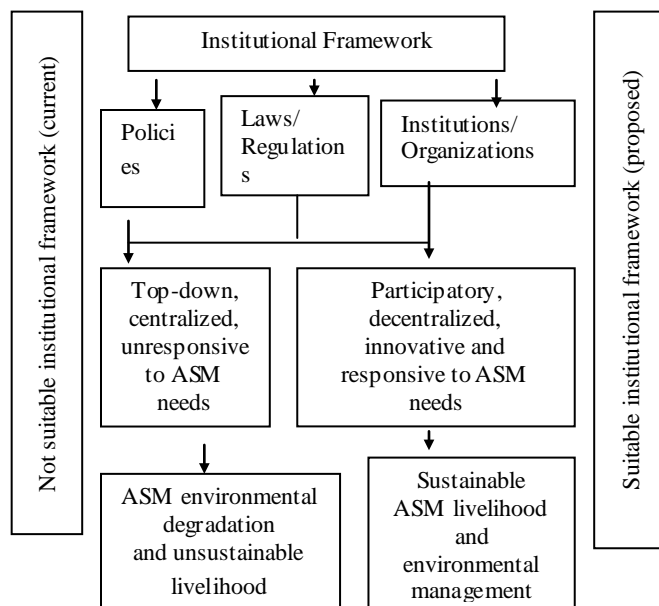 Not suitable institutional framework (current)
Institutional Framework
Polici
es
Laws/
Regulation
s
Institutions/
Organizations
Top-down,
centralized,
unresponsive
to ASM
needs
Participatory,
decentralized,
innovative and
responsive to ASM
needs
ASM environmental
degradation
and unsustainable
livelihood
Sustainable
ASM livelihood
and
environmental
management
Suitable institutional framework (proposed)